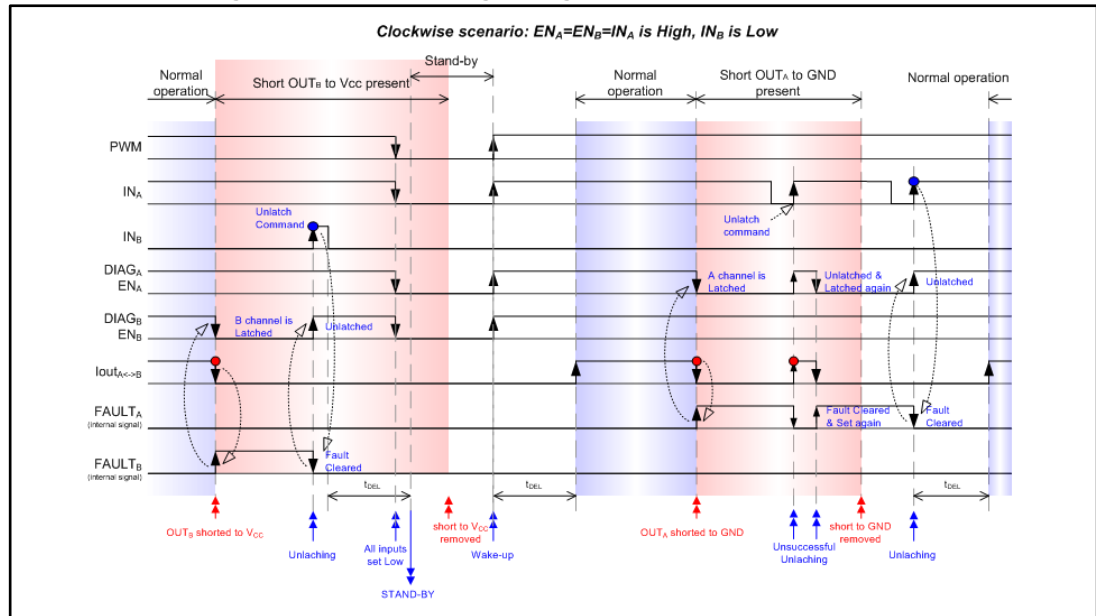 Clockwise scenario: ENA=ENB=INA is High, INB is Low
Stand-by
Normal
operation
Short OUTB to Vcc present
Normal
operation
Short OUTA to GND
present
Normal operation
PWM
INA
Unlatch
Command
Unlatch
command
INB
DIAGA
ENA
A channel is
Latched
Unlatched &
Latched again
Unlatched
DIAGB
ENB
B channel is
Latched
Unlatched
IoutA<->B
FAULTA
(internal signal)
Fault Cleared
& Set again
Fault
Cleared
FAULTB
(internal signal)
Fault
Cleared
tDEL
tDEL
tDEL
OUTB shorted to VCC
Unlaching
All inputs
set Low
short to VCC
removed
Wake-up
OUTA shorted to GND
Unsuccessful
Unlaching
short to GND
removed
Unlaching
STAND-BY